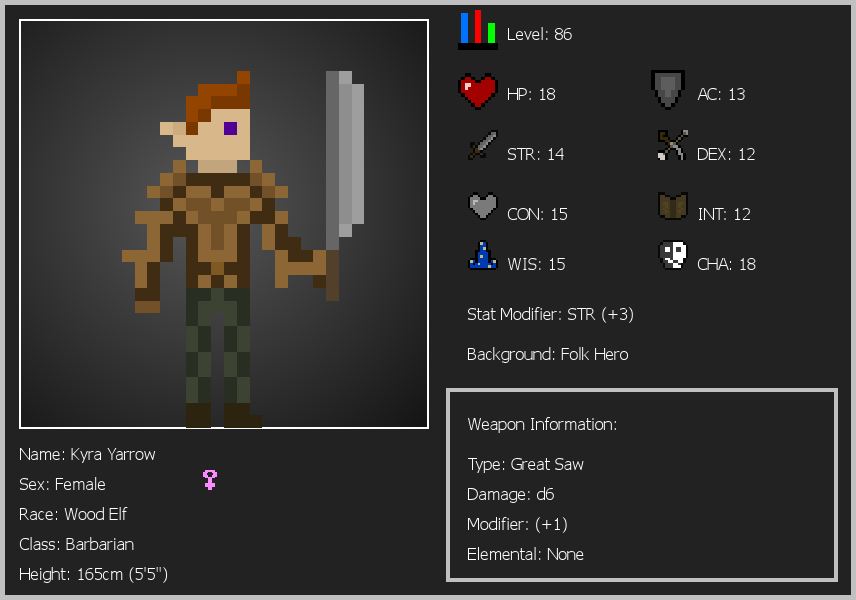 Level: 86
HP: 18
AC: 13
STR: 14
DEX: 12
CON: 15
INT: 12
WIS: 15
CHA: 18
Stat Modifier: STR (+3)
Background: Folk Hero
Weapon Information:
Type: Great Saw
Damage: d6
Modifier: (+1)
Elemental: None
Name: Kyra Yarrow
Sex: Female
Race: Wood Elf
Class: Barbarian
Height: 165cm (5'5")